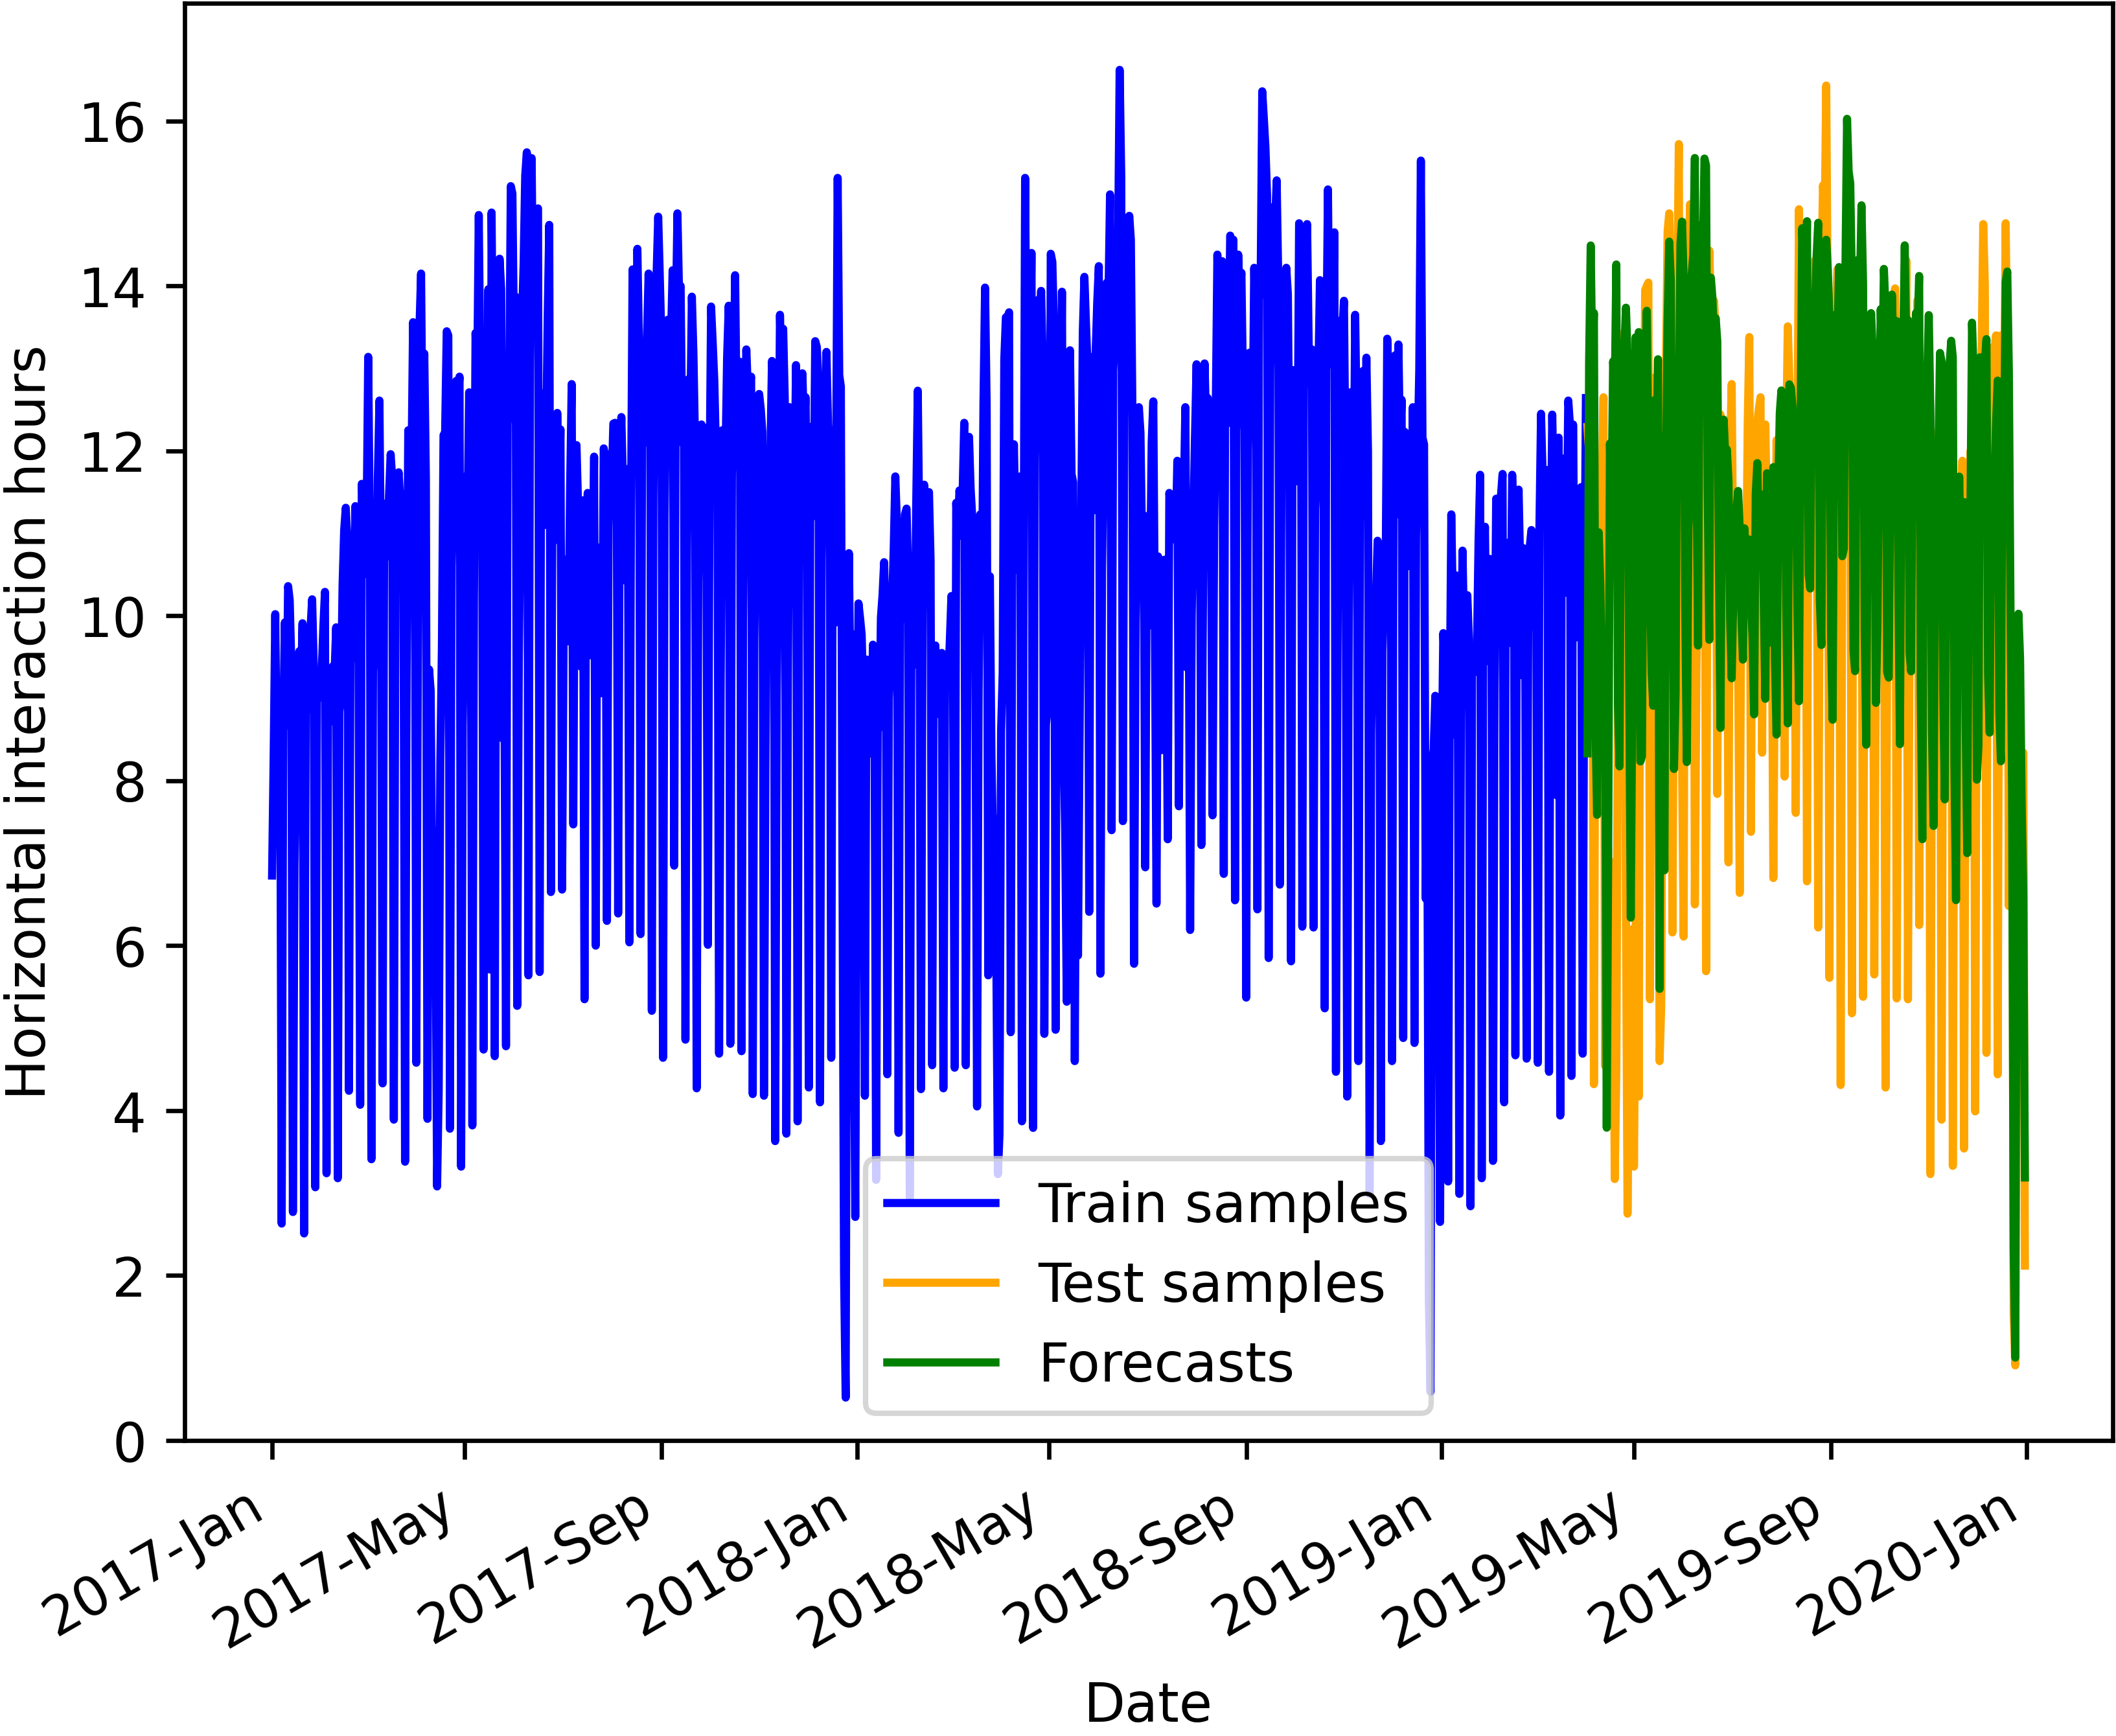 Horizontal interaction hours
16
14
12
10
8
6
4
2
0
Train samples
Test samples
Forecasts
2017-Jan
2017-May
2017-Sep
2018-Jan
2018-May
2018-Sep
2019-Jan
2019-May
2019-Sep
2020-Jan
Date